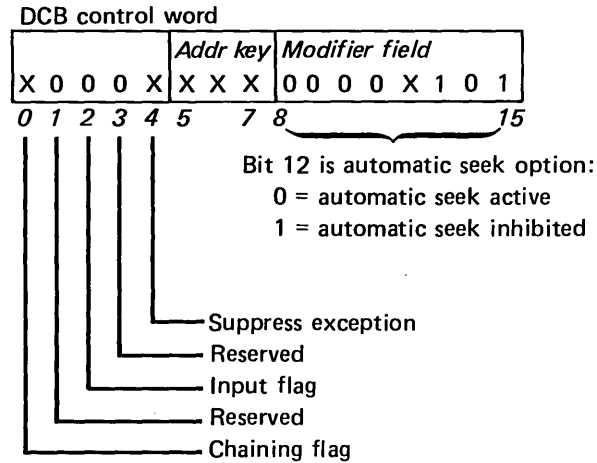 DCB control word
Addr key Modifier field
X 0 0 0 X X X X 0 0 0 0 X 1 0 1
0 1 2 3 4 5 7 8 15
Bit 12 is automatic seek option:
0 = automatic seek active
1 = automatic seek inhibited
Suppress exception
Reserved
Input flag
Reserved
Chaining flag